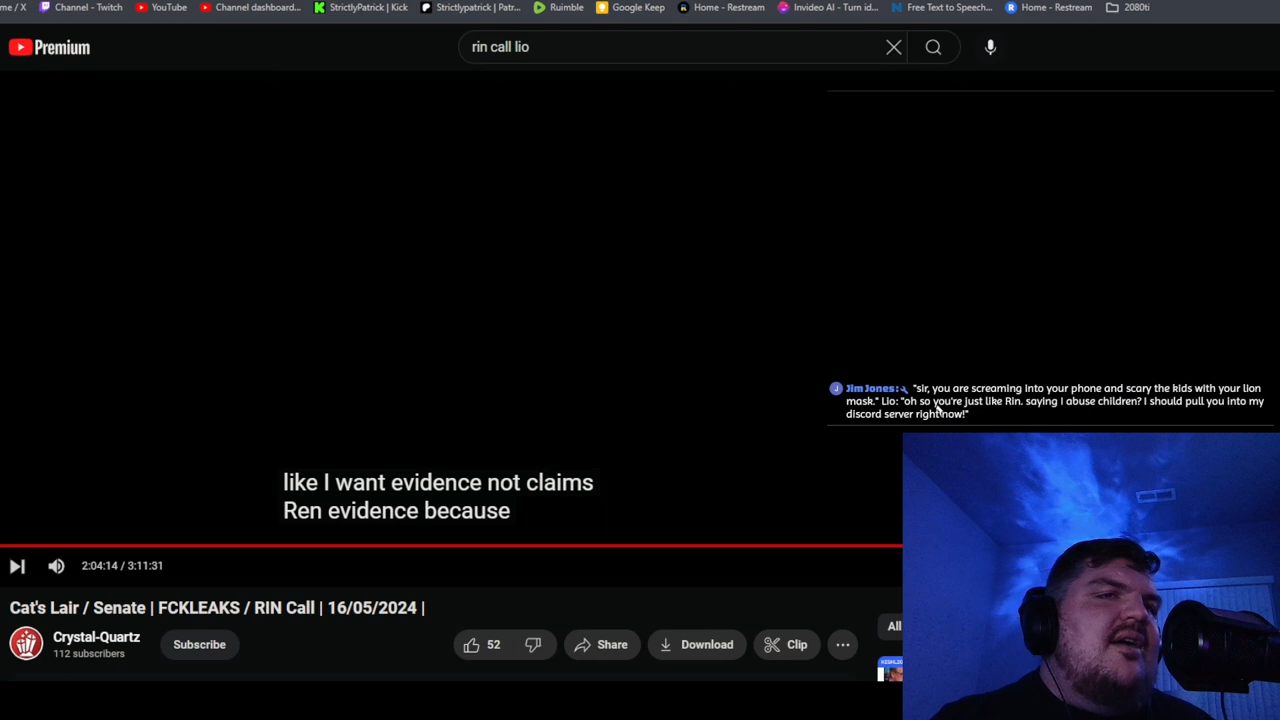 me / X Channel - Twitch YouTube Channel dashboard... StrictlyPatrick | Kick Strictlypatrick | Patr... Rumble Google Keep Home - Restream Invideo AI - Turn id... Free Text to Speech... Home - Restream 2080ti
Premium
rin call lio
Jim Jones: "sir, you are screaming into your phone and scary the kids with your lion
mask." Lio: "oh so you're just like Rin. saying I abuse children? I should pull you into my
discord server right now!"
like I want evidence not claims
Ren evidence because
2:04:14 / 3:11:31
Cat's Lair / Senate | FCKLEAKS / RIN Call | 16/05/2024 |
Crystal-Quartz
112 subscribers
Subscribe
52
Share
Download
Clip
All